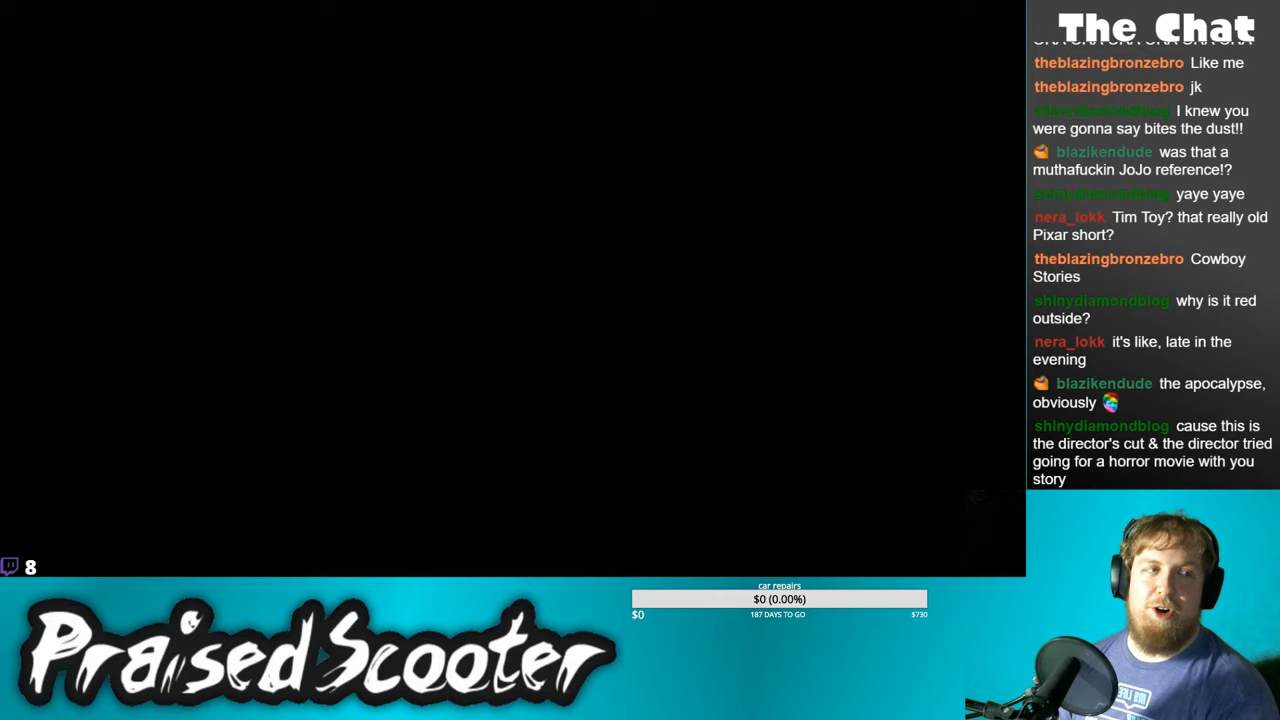 The Chat
theblazingbronzebro Like me
theblazingbronzebro jk
shinydiamondblog I knew you
were gonna say bites the dust!!
blazikendude was that a
muthafuckin JoJo reference!?
shinydiamondblog yaye yaye
nera_lokk Tim Toy? that really old
Pixar short?
theblazingbronzebro Cowboy
Stories
shinydiamondblog why is it red
outside?
nera_lokk it's like, late in the
evening
blazikendude the apocalypse,
obviously
shinydiamondblog cause this is
the director's cut & the director tried
going for a horror movie with you
story
8
car repairs
$0 (0.00%)
$0 187 DAYS TO GO $730
PraisedScooter